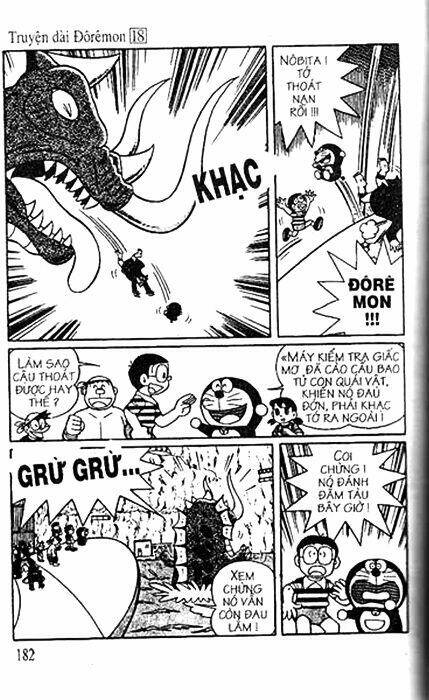 Truyện dài Đôrêmon 18
KHẠC
NÔBITA !
TỚ
THOÁT
NẠN
RỒI !!!
ĐÔRÊ
MON
!!!
LÀM SAO
CẬU THOÁT
ĐƯỢC HAY
THẾ ?
«MÁY KIỂM TRA GIẤC
MƠ ĐÃ CÀO CẤU BAO
TỬ CON QUÁI VẬT,
KHIẾN NÓ ĐAU
ĐỚN, PHẢI KHẠC
TỚ RA NGOÀI !
GRỪ GRỪ...
XEM
CHỪNG
NÓ VẪN
CÒN ĐAU
LẮM !
COI
CHỪNG !
NÓ ĐÁNH
ĐẮM TÀU
BÂY GIỜ !
182